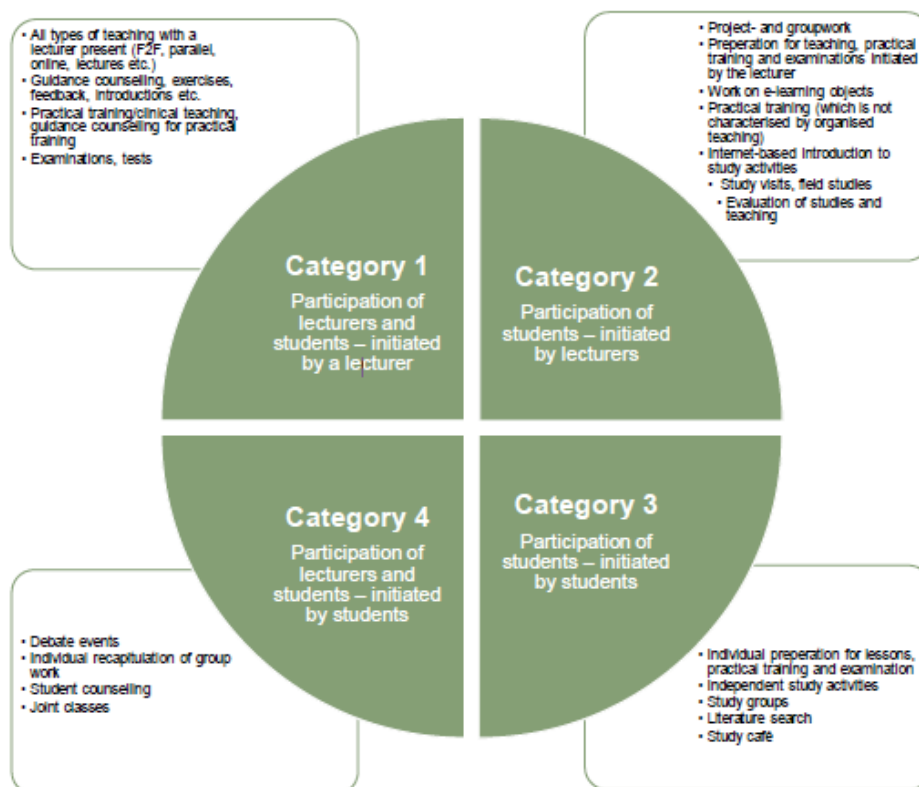 • All types of teaching with a
lecturer present (F2F, parallel,
online, lectures etc.)
• Guidance counselling, exercises,
feedback, introductions etc.
• Practical training/clinical teaching,
guidance counselling for practical
training
• Examinations, tests
• Project- and groupwork
• Preparation for teaching, practical
training and examinations initiated
by the lecturer
• Work on e-learning objects
• Practical training (which is not
characterised by organised
teaching)
• Internet-based introduction to
study activities
• Study visits, field studies
• Evaluation of studies and
teaching
Category 1
Participation of
lecturers and
students – initiated
by a lecturer
Category 2
Participation of
students – initiated
by lecturers
Category 4
Participation of
lecturers and
students – initiated
by students
Category 3
Participation of
students – initiated
by students
• Debate events
• Individual recapitulation of group
work
• Student counselling
• Joint classes
• Individual preparation for lessons,
practical training and examination
• Independent study activities
• Study groups
• Literature search
• Study café